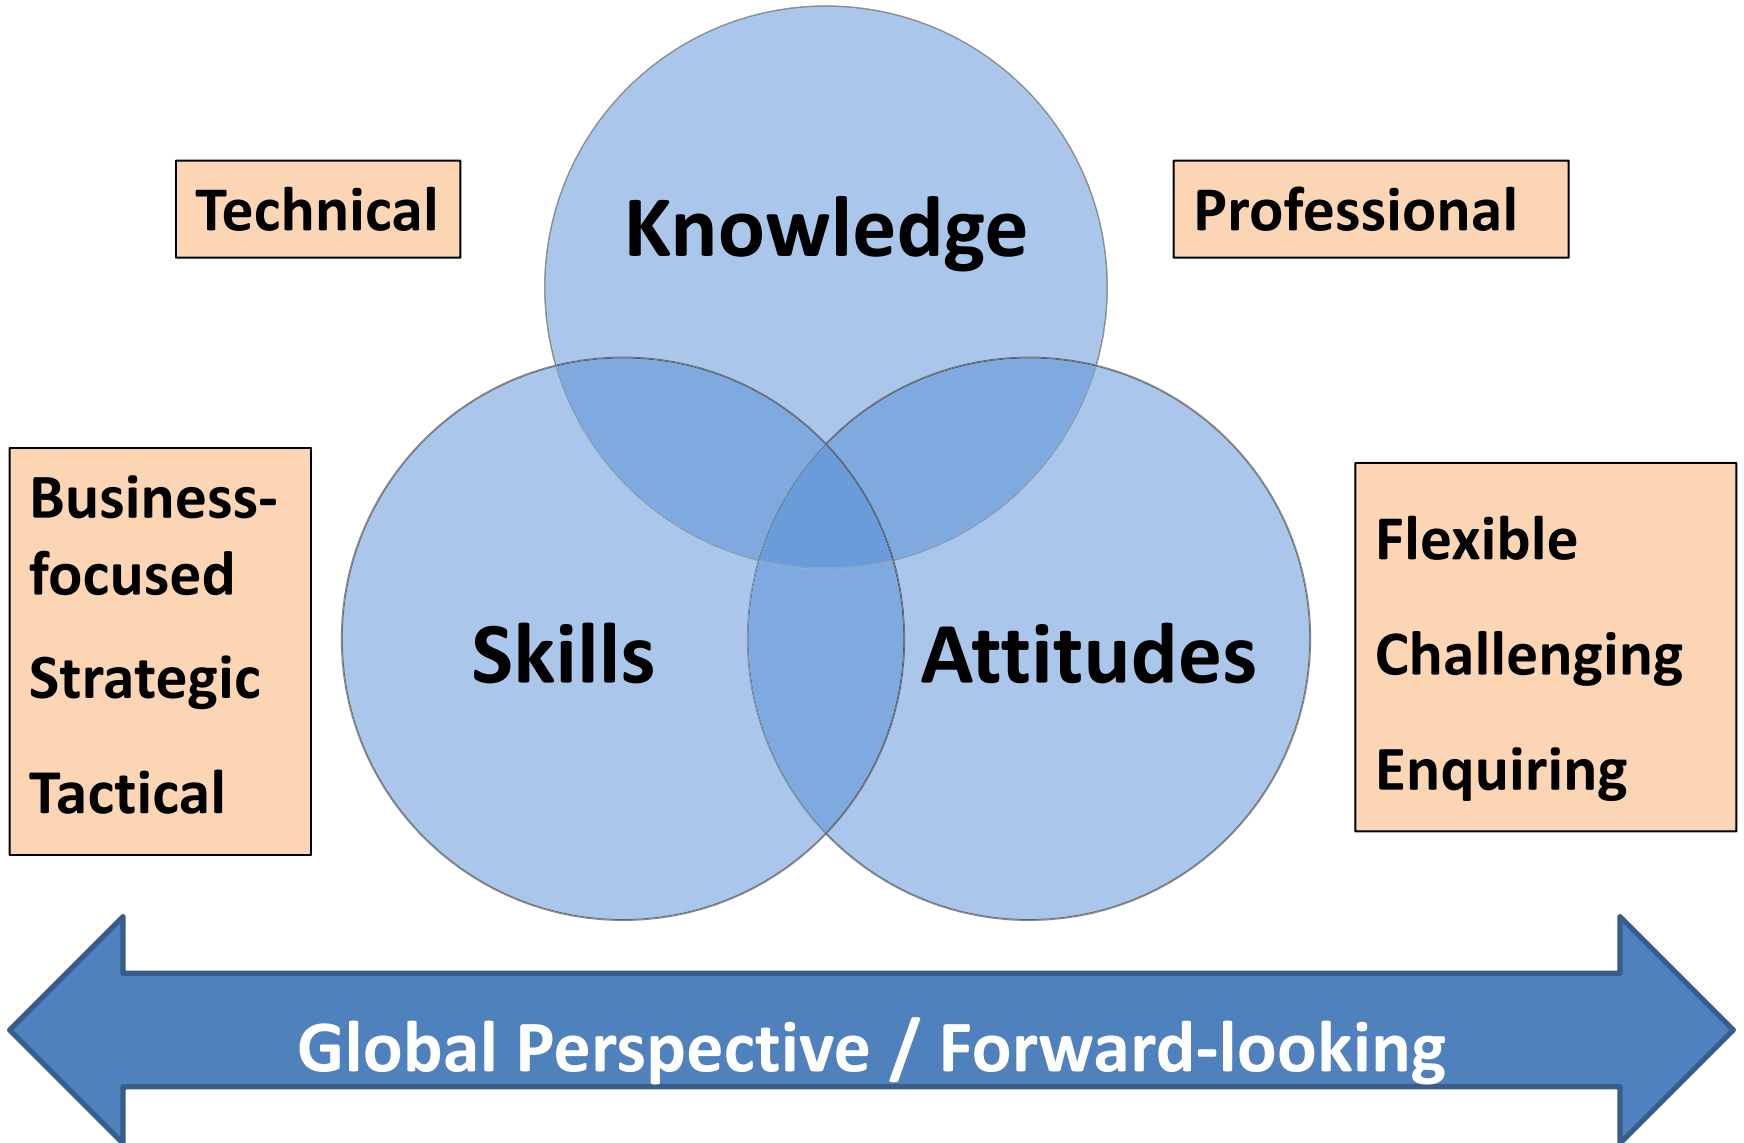 Technical
Knowledge
Professional
Business-
focused
Strategic
Tactical
Skills
Attitudes
Flexible
Challenging
Enquiring
Global Perspective / Forward-looking